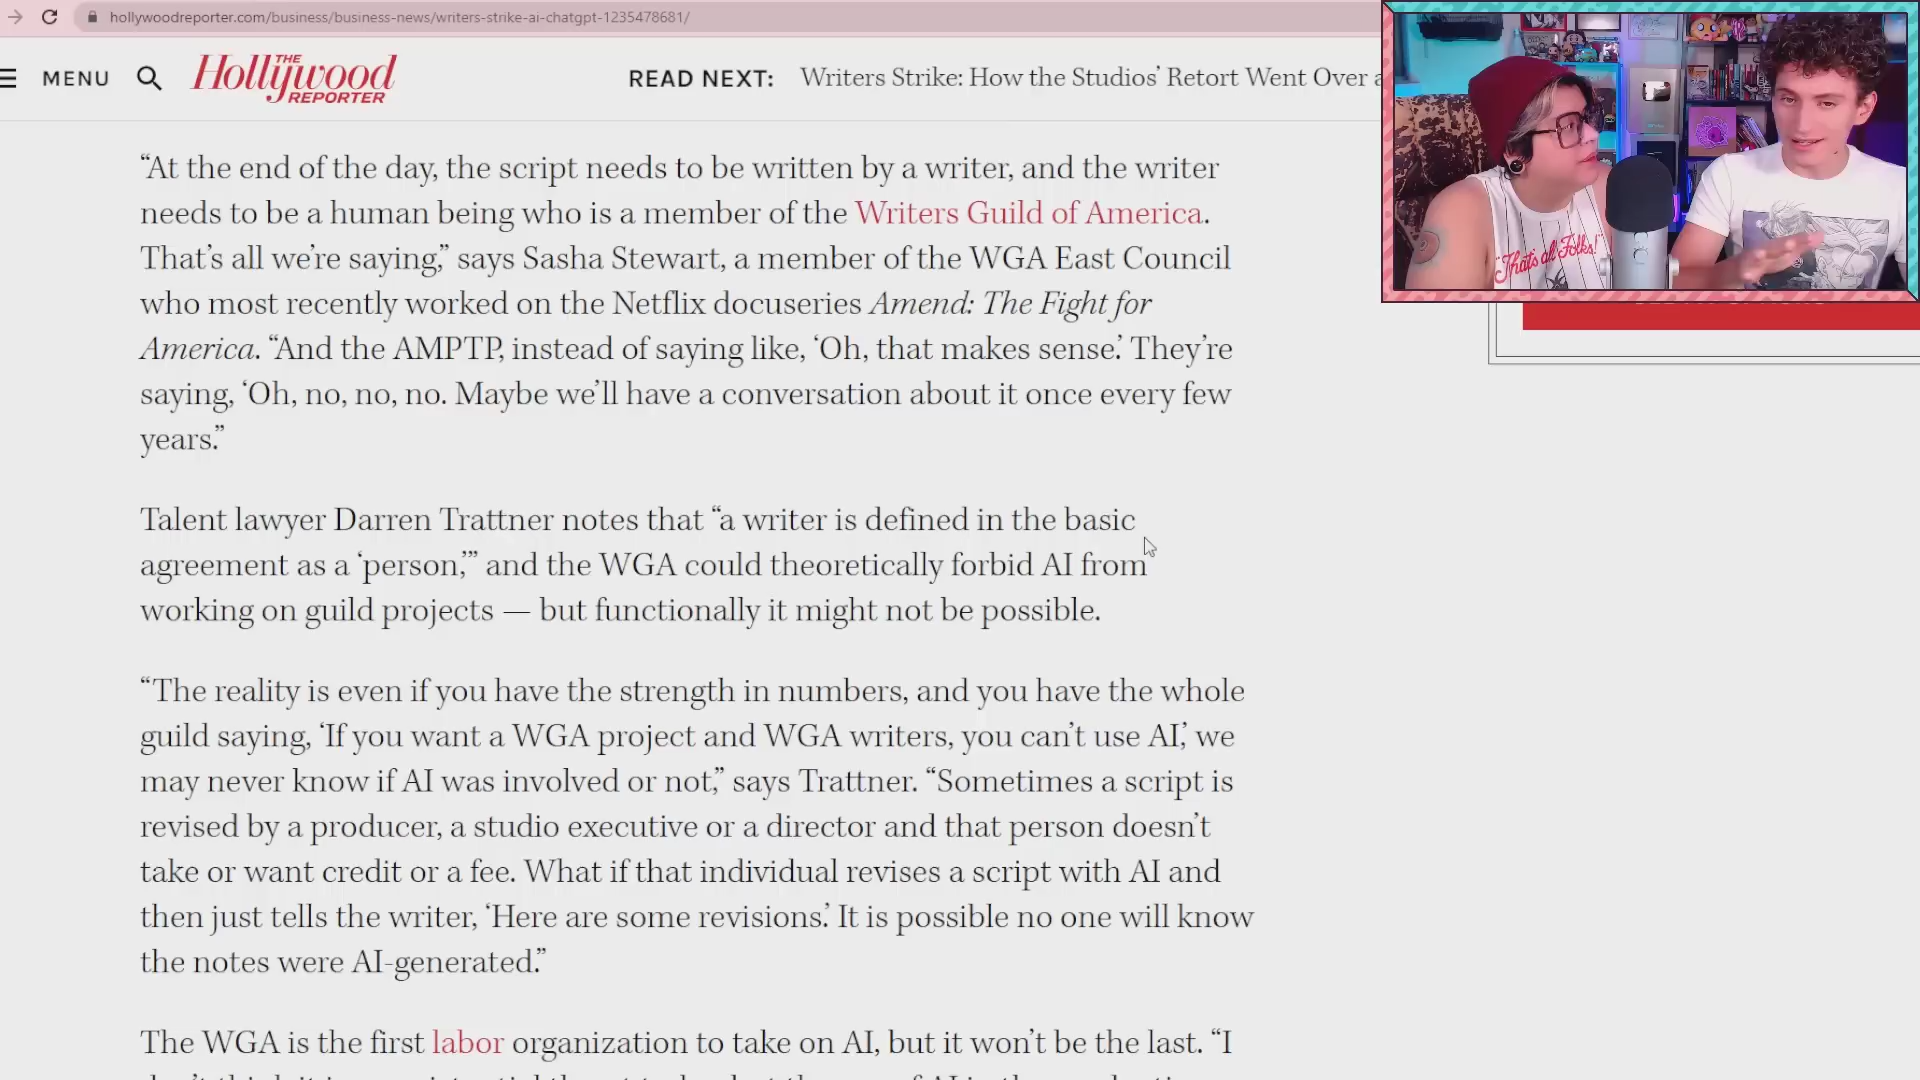 hollywoodreporter.com/business/business-news/writers-strike-ai-chatgpt-1235478681/
MENU
THE
Hollywood
REPORTER
READ NEXT: Writers Strike: How the Studios’ Retort Went Over a
“At the end of the day, the script needs to be written by a writer, and the writer
needs to be a human being who is a member of the Writers Guild of America.
That’s all we’re saying,” says Sasha Stewart, a member of the WGA East Council
who most recently worked on the Netflix docuseries Amend: The Fight for
America. “And the AMPTP, instead of saying like, ‘Oh, that makes sense.’ They’re
saying, ‘Oh, no, no, no. Maybe we’ll have a conversation about it once every few
years.”
Talent lawyer Darren Trattner notes that “a writer is defined in the basic
agreement as a ‘person,’” and the WGA could theoretically forbid AI from
working on guild projects — but functionally it might not be possible.
“The reality is even if you have the strength in numbers, and you have the whole
guild saying, ‘If you want a WGA project and WGA writers, you can’t use AI,’ we
may never know if AI was involved or not,” says Trattner. “Sometimes a script is
revised by a producer, a studio executive or a director and that person doesn’t
take or want credit or a fee. What if that individual revises a script with AI and
then just tells the writer, ‘Here are some revisions.’ It is possible no one will know
the notes were AI-generated.”
The WGA is the first labor organization to take on AI, but it won’t be the last. “I
"That's all Folks!"